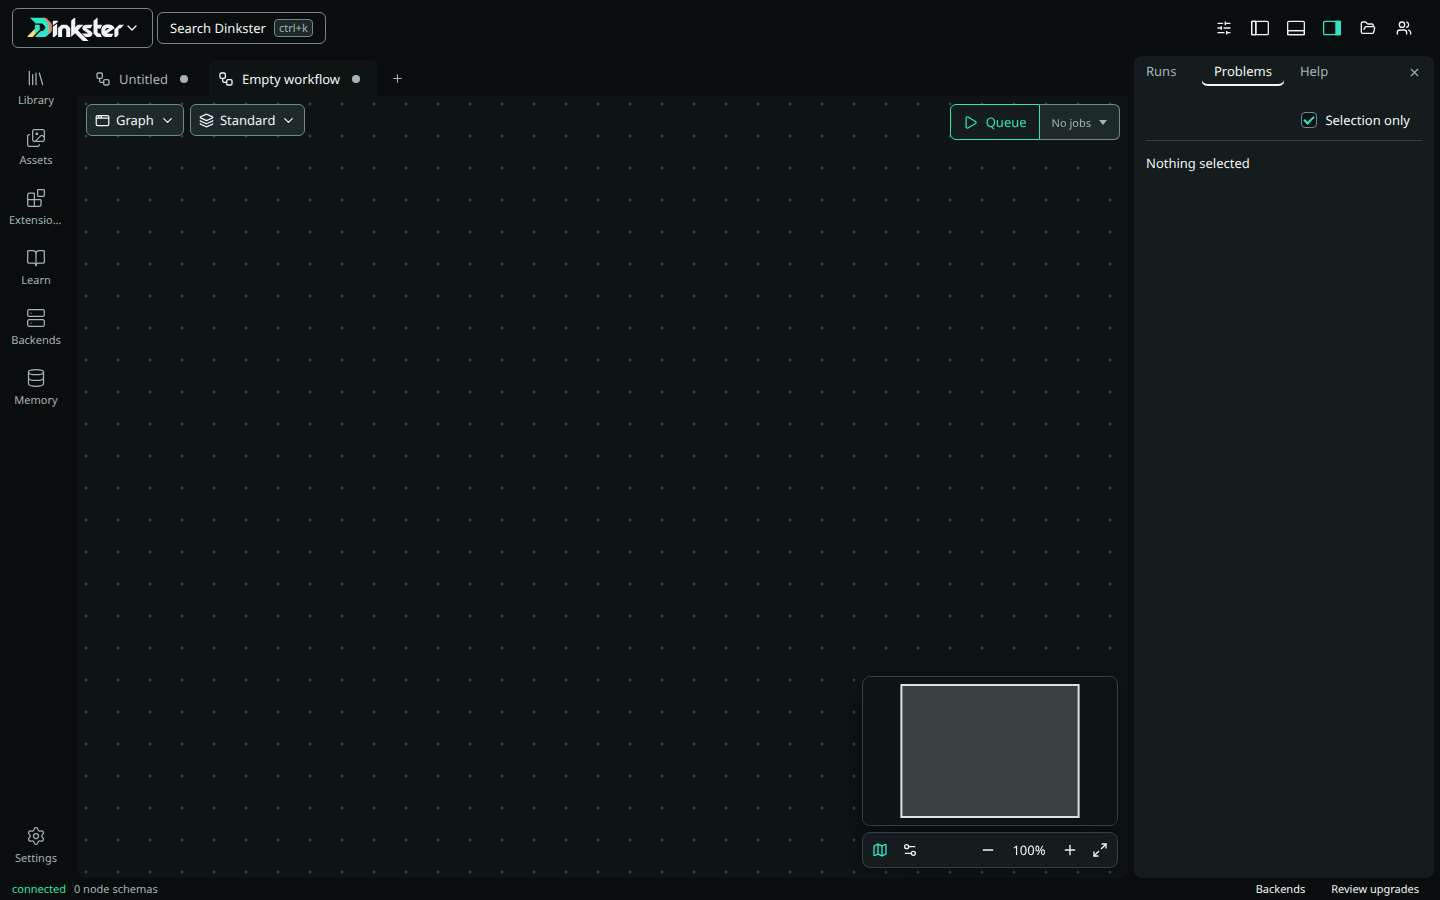 Dinkster
Search Dinkster ctrl+k
Library
Assets
Extensio...
Learn
Backends
Memory
Settings
Untitled
Empty workflow
Graph
Standard
Queue
No jobs
100%
Runs
Problems
Help
Selection only
Nothing selected
connected 0 node schemas
Backends
Review upgrades